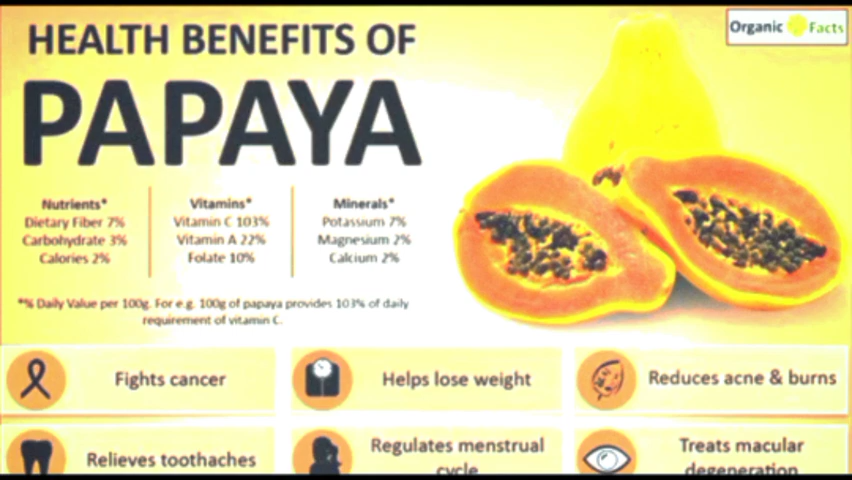 HEALTH BENEFITS OF
PAPAYA
Organic Facts
Nutrients*
Dietary Fiber 7%
Carbohydrate 3%
Calories 2%
Vitamins*
Vitamin C 103%
Vitamin A 22%
Folate 10%
Minerals*
Potassium 7%
Magnesium 2%
Calcium 2%
*% Daily Value per 100g. For e.g. 100g of papaya provides 103% of daily
requirement of vitamin C.
Fights cancer
Helps lose weight
Reduces acne & burns
Relieves toothaches
Regulates menstrual
cycle
Treats macular
degeneration